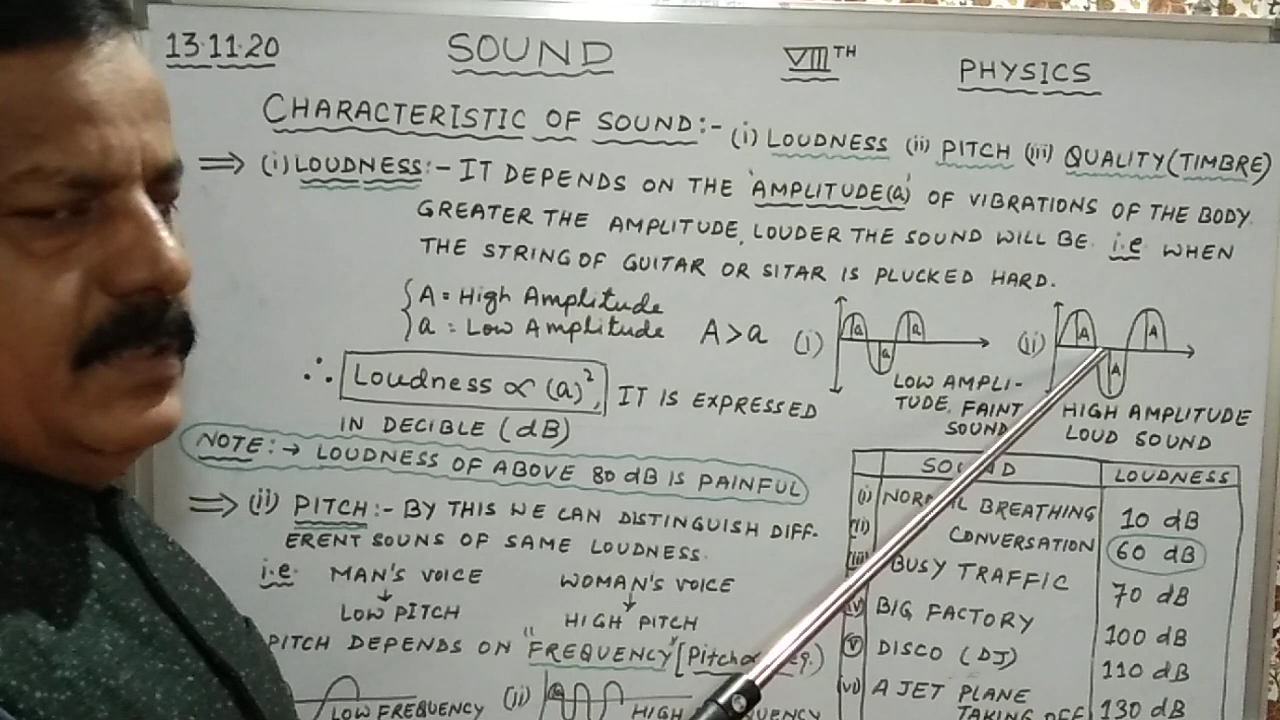 13.11.20 SOUND VIIITH PHYSICS
CHARACTERISTIC OF SOUND:- (i) LOUDNESS (ii) PITCH (iii) QUALITY (TIMBRE)
⇒ (i) LOUDNESS:- IT DEPENDS ON THE 'AMPLITUDE(a)' OF VIBRATIONS OF THE BODY.
GREATER THE AMPLITUDE, LOUDER THE SOUND WILL BE. i.e WHEN
THE STRING OF GUITAR OR SITAR IS PLUCKED HARD.
A = High Amplitude
a = Low Amplitude A>a
(i) a a a
LOW AMPLI-
TUDE, FAINT
SOUND
(ii) A A A
HIGH AMPLITUDE
LOUD SOUND
∴ Loudness ∝ (a)², IT IS EXPRESSED
IN DECIBLE (dB)
NOTE:→ LOUDNESS OF ABOVE 80 dB IS PAINFUL
⇒ (ii) PITCH:- BY THIS WE CAN DISTINGUISH DIFF-
ERENT SOUNS OF SAME LOUDNESS.
i.e MAN'S VOICE WOMAN'S VOICE
↓ ↓
LOW PITCH HIGH PITCH
PITCH DEPENDS ON "FREQUENCY" [Pitch
LOW FREQUENCY (ii) HIGH
SOUND LOUDNESS
(i) NORMAL BREATHING 10 dB
(ii) CONVERSATION 60 dB
(iii) BUSY TRAFFIC 70 dB
BIG FACTORY 100 dB
(v) DISCO (DJ) 110 dB
(vi) A JET PLANE 130 dB
TAKING OFF